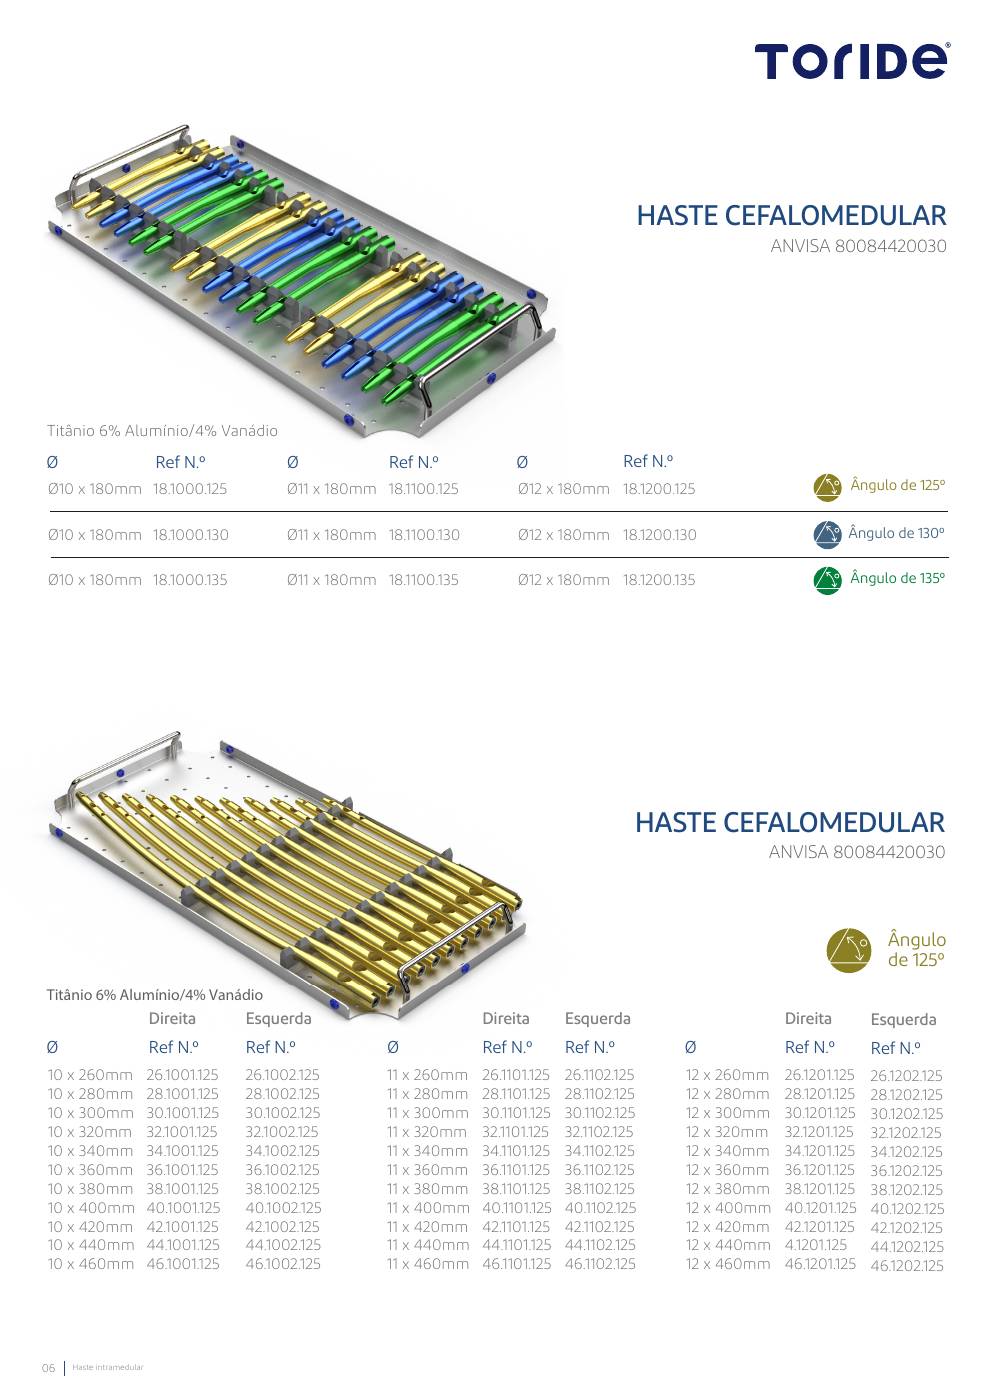 TORIDE®
HASTE CEFALOMEDULAR
ANVISA 80084420030
Titânio 6% Alumínio/4% Vanádio
Ø Ref N.º Ø Ref N.º Ø Ref N.º
Ø10 x 180mm 18.1000.125 Ø11 x 180mm 18.1100.125 Ø12 x 180mm 18.1200.125 Ângulo de 125º
Ø10 x 180mm 18.1000.130 Ø11 x 180mm 18.1100.130 Ø12 x 180mm 18.1200.130 Ângulo de 130º
Ø10 x 180mm 18.1000.135 Ø11 x 180mm 18.1100.135 Ø12 x 180mm 18.1200.135 Ângulo de 135º
HASTE CEFALOMEDULAR
ANVISA 80084420030
Ângulo
de 125º
Titânio 6% Alumínio/4% Vanádio
Direita Esquerda Direita Esquerda Direita Esquerda
Ø Ref N.º Ref N.º Ø Ref N.º Ref N.º Ø Ref N.º Ref N.º
10 x 260mm 26.1001.125 26.1002.125 11 x 260mm 26.1101.125 26.1102.125 12 x 260mm 26.1201.125 26.1202.125
10 x 280mm 28.1001.125 28.1002.125 11 x 280mm 28.1101.125 28.1102.125 12 x 280mm 28.1201.125 28.1202.125
10 x 300mm 30.1001.125 30.1002.125 11 x 300mm 30.1101.125 30.1102.125 12 x 300mm 30.1201.125 30.1202.125
10 x 320mm 32.1001.125 32.1002.125 11 x 320mm 32.1101.125 32.1102.125 12 x 320mm 32.1201.125 32.1202.125
10 x 340mm 34.1001.125 34.1002.125 11 x 340mm 34.1101.125 34.1102.125 12 x 340mm 34.1201.125 34.1202.125
10 x 360mm 36.1001.125 36.1002.125 11 x 360mm 36.1101.125 36.1102.125 12 x 360mm 36.1201.125 36.1202.125
10 x 380mm 38.1001.125 38.1002.125 11 x 380mm 38.1101.125 38.1102.125 12 x 380mm 38.1201.125 38.1202.125
10 x 400mm 40.1001.125 40.1002.125 11 x 400mm 40.1101.125 40.1102.125 12 x 400mm 40.1201.125 40.1202.125
10 x 420mm 42.1001.125 42.1002.125 11 x 420mm 42.1101.125 42.1102.125 12 x 420mm 42.1201.125 42.1202.125
10 x 440mm 44.1001.125 44.1002.125 11 x 440mm 44.1101.125 44.1102.125 12 x 440mm 4.1201.125 44.1202.125
10 x 460mm 46.1001.125 46.1002.125 11 x 460mm 46.1101.125 46.1102.125 12 x 460mm 46.1201.125 46.1202.125
06 Haste intramedular